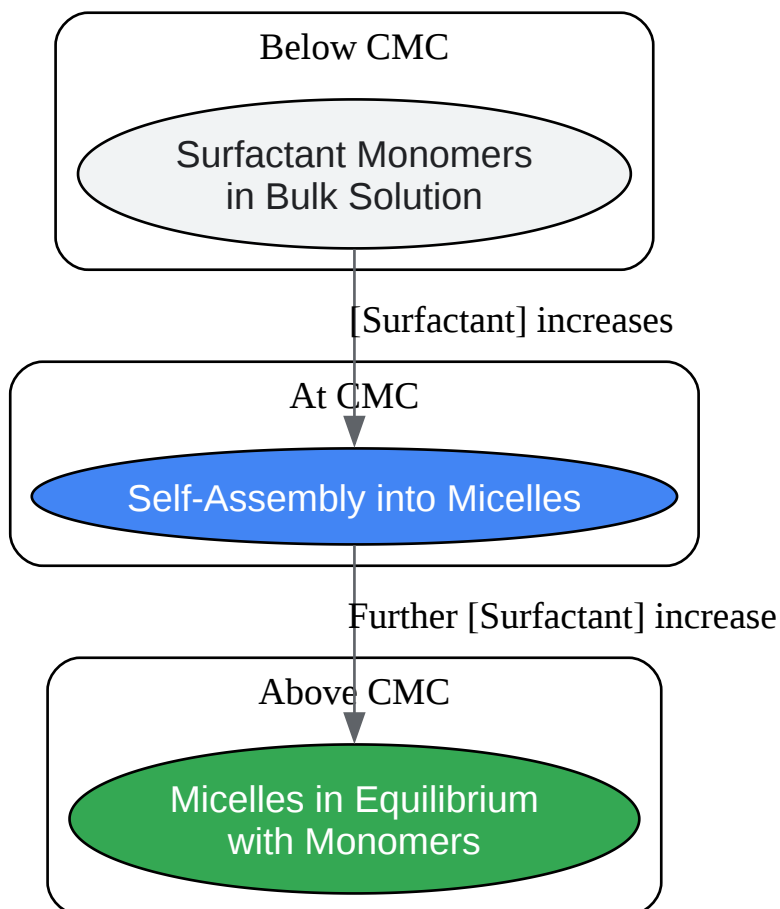 Below CMC
Surfactant Monomers
in Bulk Solution
[Surfactant] increases
At CMC
Self-Assembly into Micelles
Further [Surfactant] increase
Above CMC
Micelles in Equilibrium
with Monomers